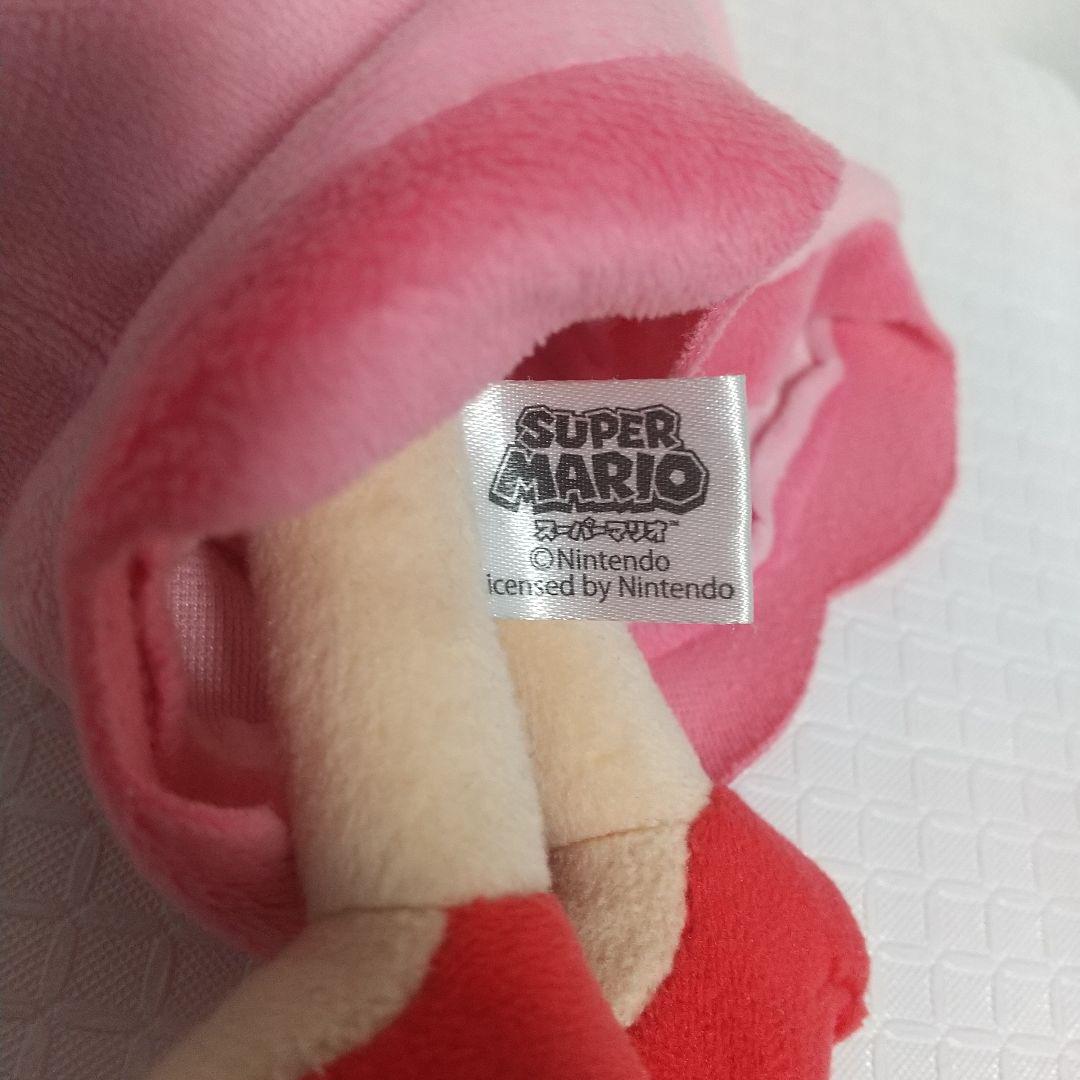 SUPER
MARIO
スーパーマリオ™
©Nintendo
icensed by Nintendo